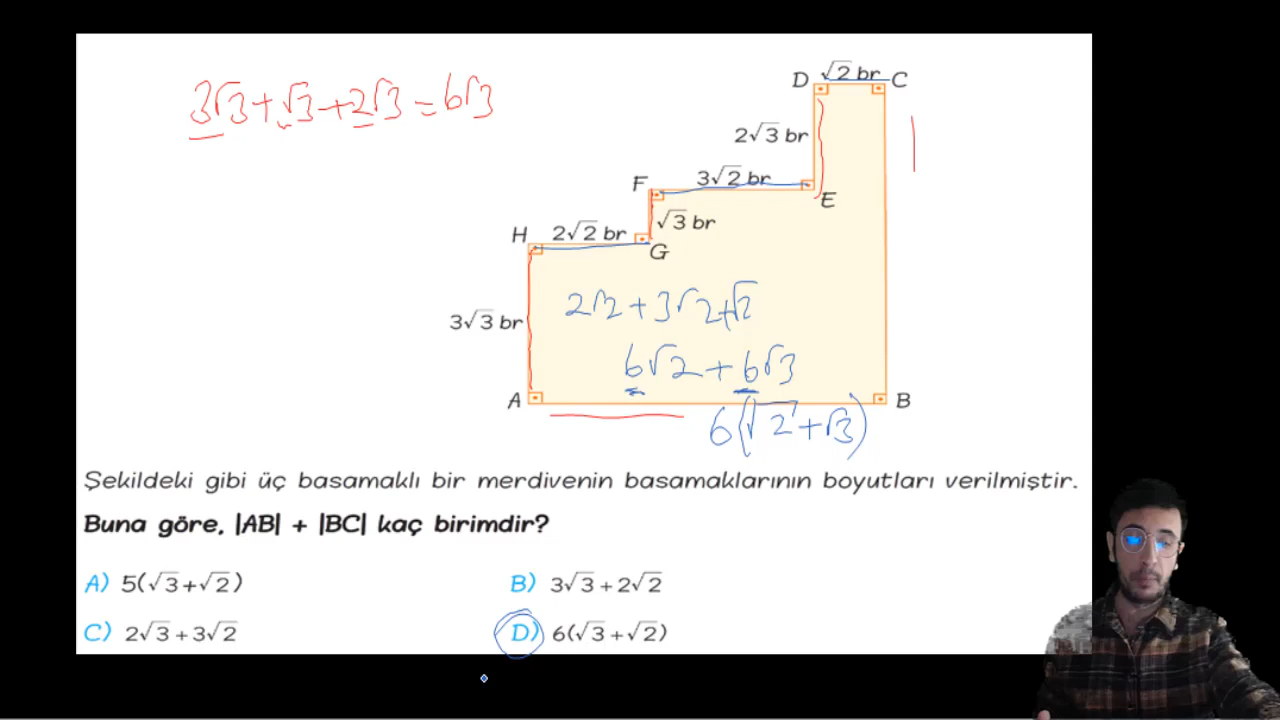 3√3+√3+2√3=6√3
D √2 br C
2√3 br
F 3√2 br E
√3 br
H 2√2 br G
3√3 br
2√2+3√2+√2
6√2+6√3
A B
6(√2+√3)
Şekildeki gibi üç basamaklı bir merdivenin basamaklarının boyutları verilmiştir.
Buna göre, |AB| + |BC| kaç birimdir?
A) 5(√3+√2) B) 3√3+2√2
C) 2√3+3√2 D) 6(√3+√2)